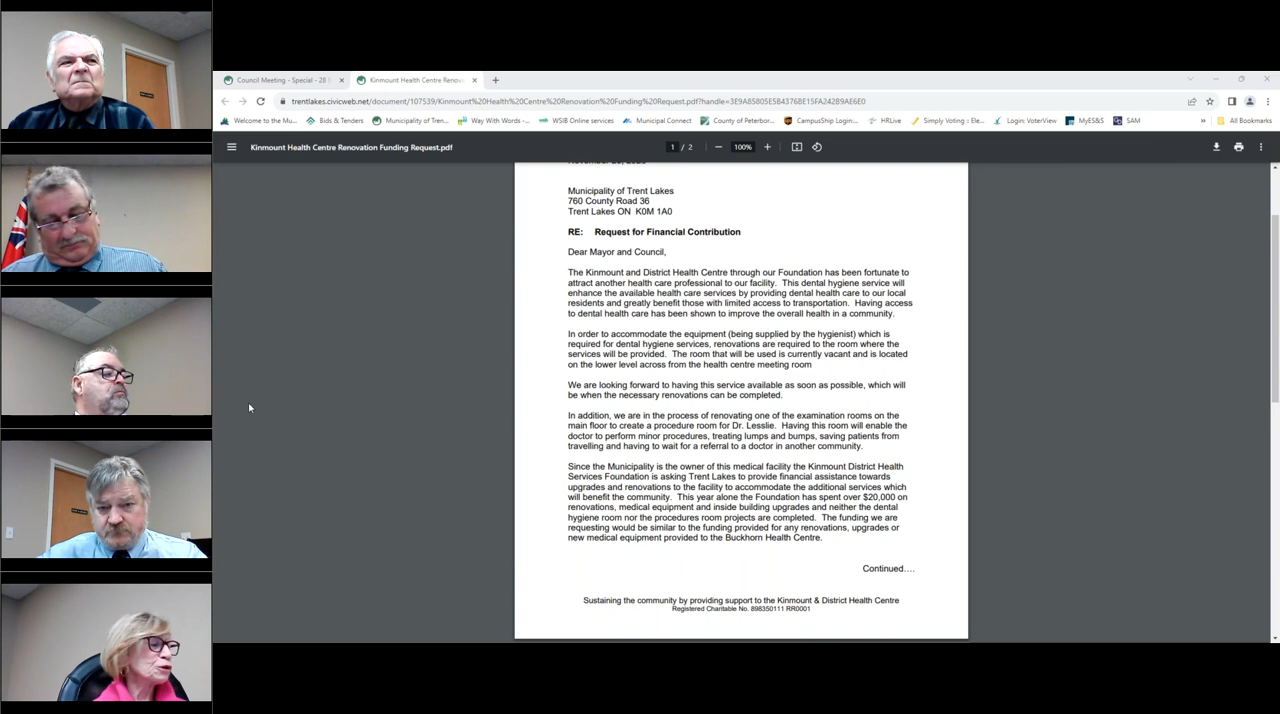 Council Meeting - Special - 28
Kinmount Health Centre Renov
trentlakes.civicweb.net/document/107539/Kinmount%20Health%20Centre%20Renovation%20Funding%20Request.pdf?handle=3E9A85805E5B4376BE15FA242B9AE6E0
Welcome to the Mu... Bids & Tenders Municipality of Tren... Way With Words -... WSIB Online services Municipal Connect County of Peterbor... CampusShip Login... HRLive Simply Voting :: Ele... Login: VoterView MyES&S SAM » All Bookmarks
Kinmount Health Centre Renovation Funding Request.pdf 1 / 2 100%
Municipality of Trent Lakes
760 County Road 36
Trent Lakes ON K0M 1A0
RE: Request for Financial Contribution
Dear Mayor and Council,
The Kinmount and District Health Centre through our Foundation has been fortunate to
attract another health care professional to our facility. This dental hygiene service will
enhance the available health care services by providing dental health care to our local
residents and greatly benefit those with limited access to transportation. Having access
to dental health care has been shown to improve the overall health in a community.
In order to accommodate the equipment (being supplied by the hygienist) which is
required for dental hygiene services, renovations are required to the room where the
services will be provided. The room that will be used is currently vacant and is located
on the lower level across from the health centre meeting room
We are looking forward to having this service available as soon as possible, which will
be when the necessary renovations can be completed.
In addition, we are in the process of renovating one of the examination rooms on the
main floor to create a procedure room for Dr. Lesslie. Having this room will enable the
doctor to perform minor procedures, treating lumps and bumps, saving patients from
travelling and having to wait for a referral to a doctor in another community.
Since the Municipality is the owner of this medical facility the Kinmount District Health
Services Foundation is asking Trent Lakes to provide financial assistance towards
upgrades and renovations to the facility to accommodate the additional services which
will benefit the community. This year alone the Foundation has spent over $20,000 on
renovations, medical equipment and inside building upgrades and neither the dental
hygiene room nor the procedures room projects are completed. The funding we are
requesting would be similar to the funding provided for any renovations, upgrades or
new medical equipment provided to the Buckhorn Health Centre.
Continued....
Sustaining the community by providing support to the Kinmount & District Health Centre
Registered Charitable No. 898350111 RR0001